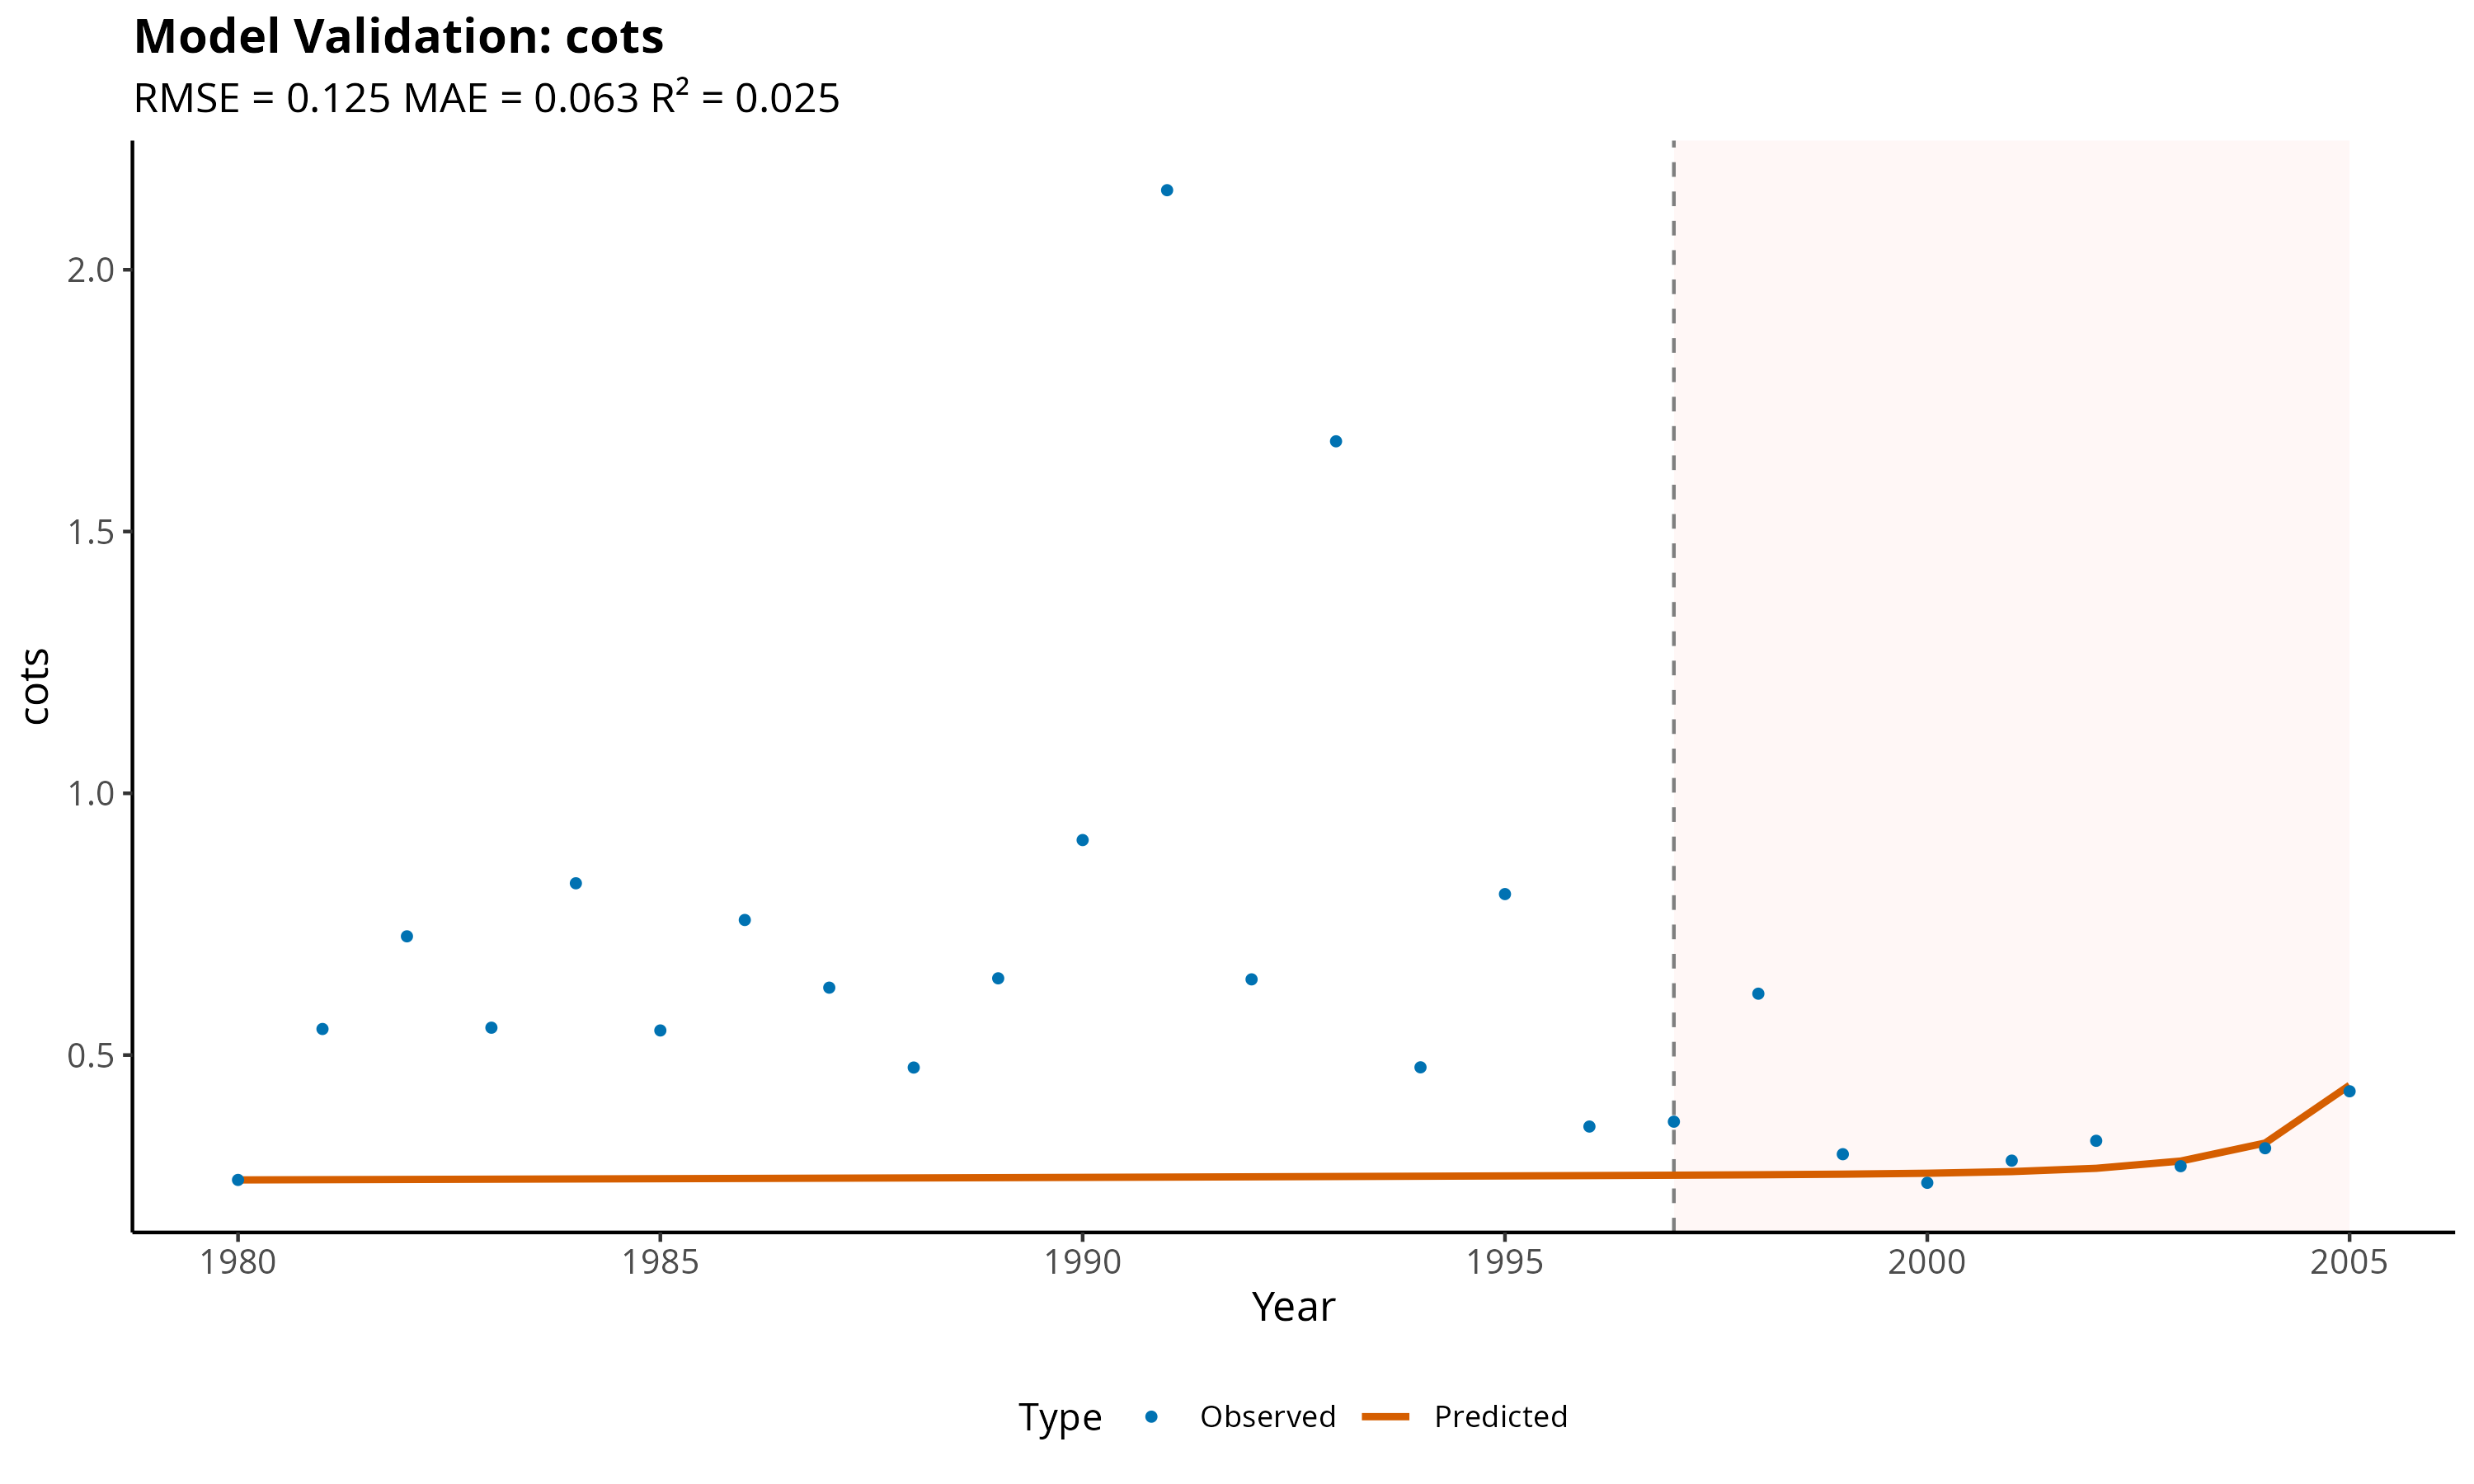 Model Validation: cots
RMSE = 0.125 MAE = 0.063 R² = 0.025
2.0
1.5
1.0
0.5
cots
1980 1985 1990 1995 2000 2005
Year
Type Observed Predicted